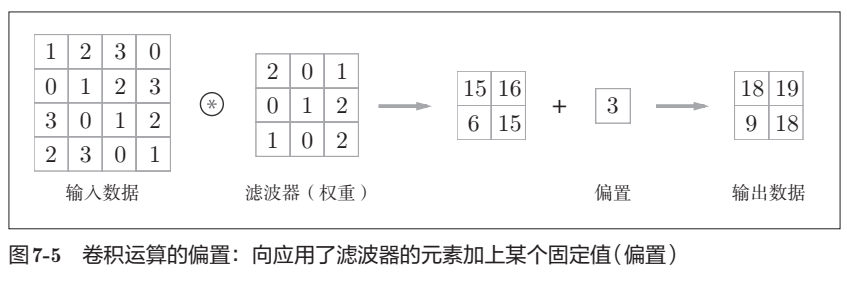 1 2 3 0
0 1 2 3
3 0 1 2
2 3 0 1
输入数据
⊛
2 0 1
0 1 2
1 0 2
滤波器（权重）
15 16
6 15
+
3
偏置
18 19
9 18
输出数据
图7-5 卷积运算的偏置：向应用了滤波器的元素加上某个固定值（偏置）